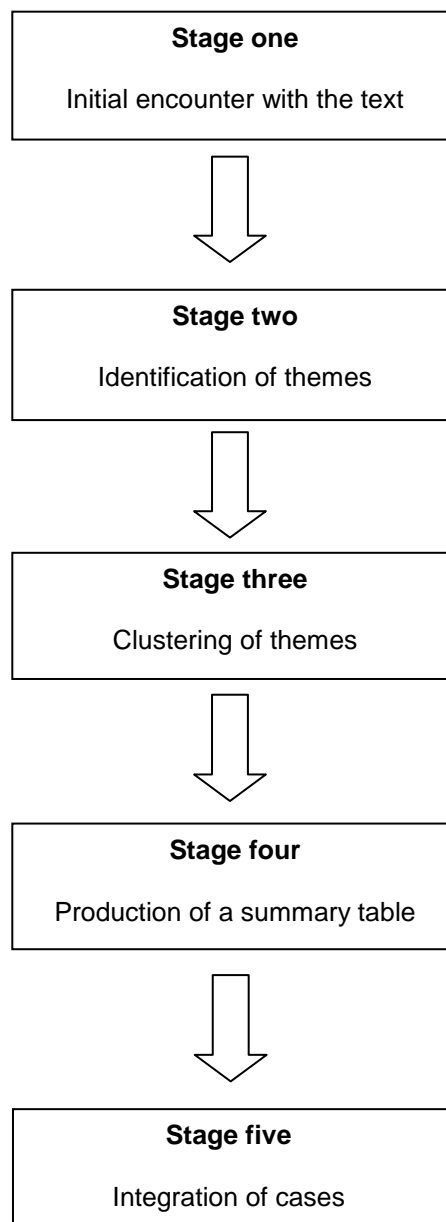 Stage one
Initial encounter with the text
Stage two
Identification of themes
Stage three
Clustering of themes
Stage four
Production of a summary table
Stage five
Integration of cases